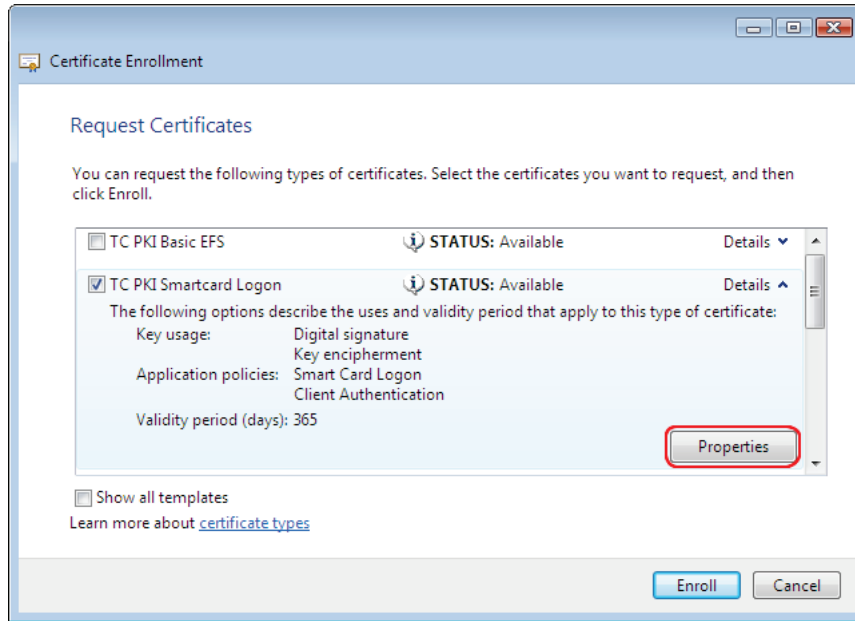 Certificate Enrollment
Request Certificates
You can request the following types of certificates. Select the certificates you want to request, and then
click Enroll.
TC PKI Basic EFS STATUS: Available Details
TC PKI Smartcard Logon STATUS: Available Details
The following options describe the uses and validity period that apply to this type of certificate:
Key usage: Digital signature
Key encipherment
Application policies: Smart Card Logon
Client Authentication
Validity period (days): 365
Properties
Show all templates
Learn more about certificate types
Enroll Cancel